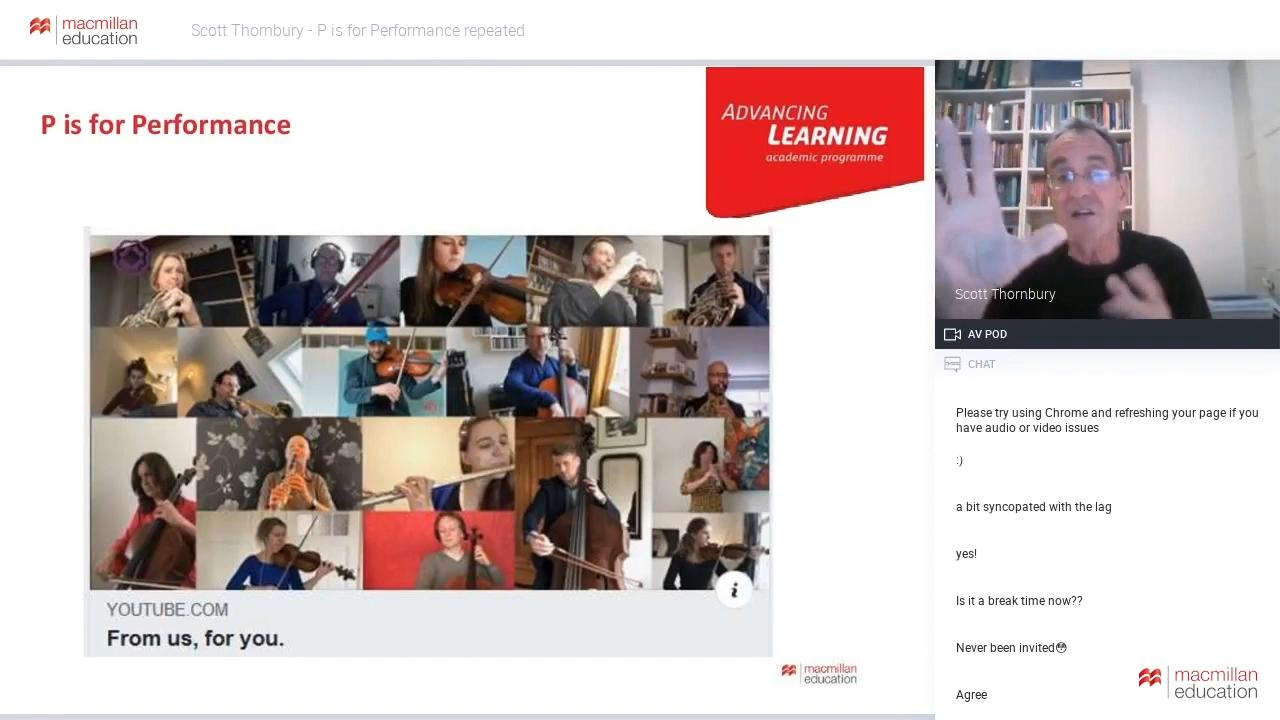 macmillan
education
Scott Thornbury - P is for Performance repeated
P is for Performance
ADVANCING
LEARNING
academic programme
YOUTUBE.COM
From us, for you.
i
macmillan
education
Scott Thornbury
AV POD
CHAT
Please try using Chrome and refreshing your page if you
have audio or video issues
:)
a bit syncopated with the lag
yes!
Is it a break time now??
Never been invited😳
Agree
macmillan
education